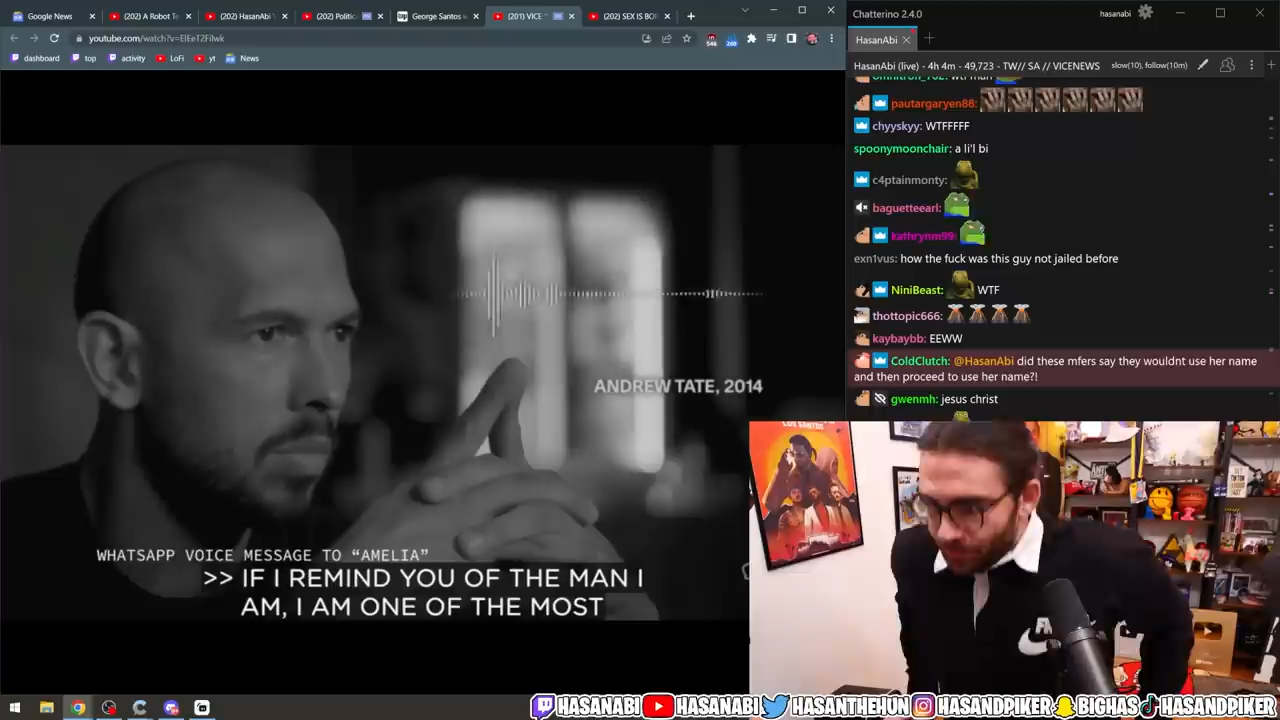 Google News
(202) A Robot Te
(202) HasanAbi
(202) Politic
George Santos w
(201) VICE
(202) SEX IS BO
youtube.com/watch?v=ElEeT2Filwk
546
268
dashboard
top
activity
LoFi
yt
News
Chatterino 2.4.0
hasanabi
HasanAbi
HasanAbi (live) - 4h 4m - 49,723 - TW// SA // VICENEWS
slow(10), follow(10m)
pautargaryen88:
chyyskyy: WTFFFFF
spoonymoonchair: a li'l bi
c4ptainmonty:
baguetteearl:
kathrynm99:
exn1vus: how the fuck was this guy not jailed before
NiniBeast: WTF
thottopic666:
kaybaybb: EEWW
ColdClutch: @HasanAbi did these mfers say they wouldnt use her name
and then proceed to use her name?!
gwenmh: jesus christ
ANDREW TATE, 2014
WHATSAPP VOICE MESSAGE TO “AMELIA”
>> IF I REMIND YOU OF THE MAN I
AM, I AM ONE OF THE MOST
LOS SANTOS
HASANABI
HASANABI
HASANTHEHUN
HASANDPIKER
BIGHAS
HASANDPIKER